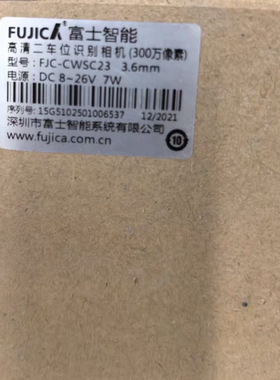 FUJICA 富士智能
高清二车位识别相机(300万像素)
型号: FJC-CWSC23 3.6mm
电源: DC 8~26V 7W
序列号: 15G5102501006537 12/2021
深圳市富士智能系统有限公司
www.fujica.com.cn
10